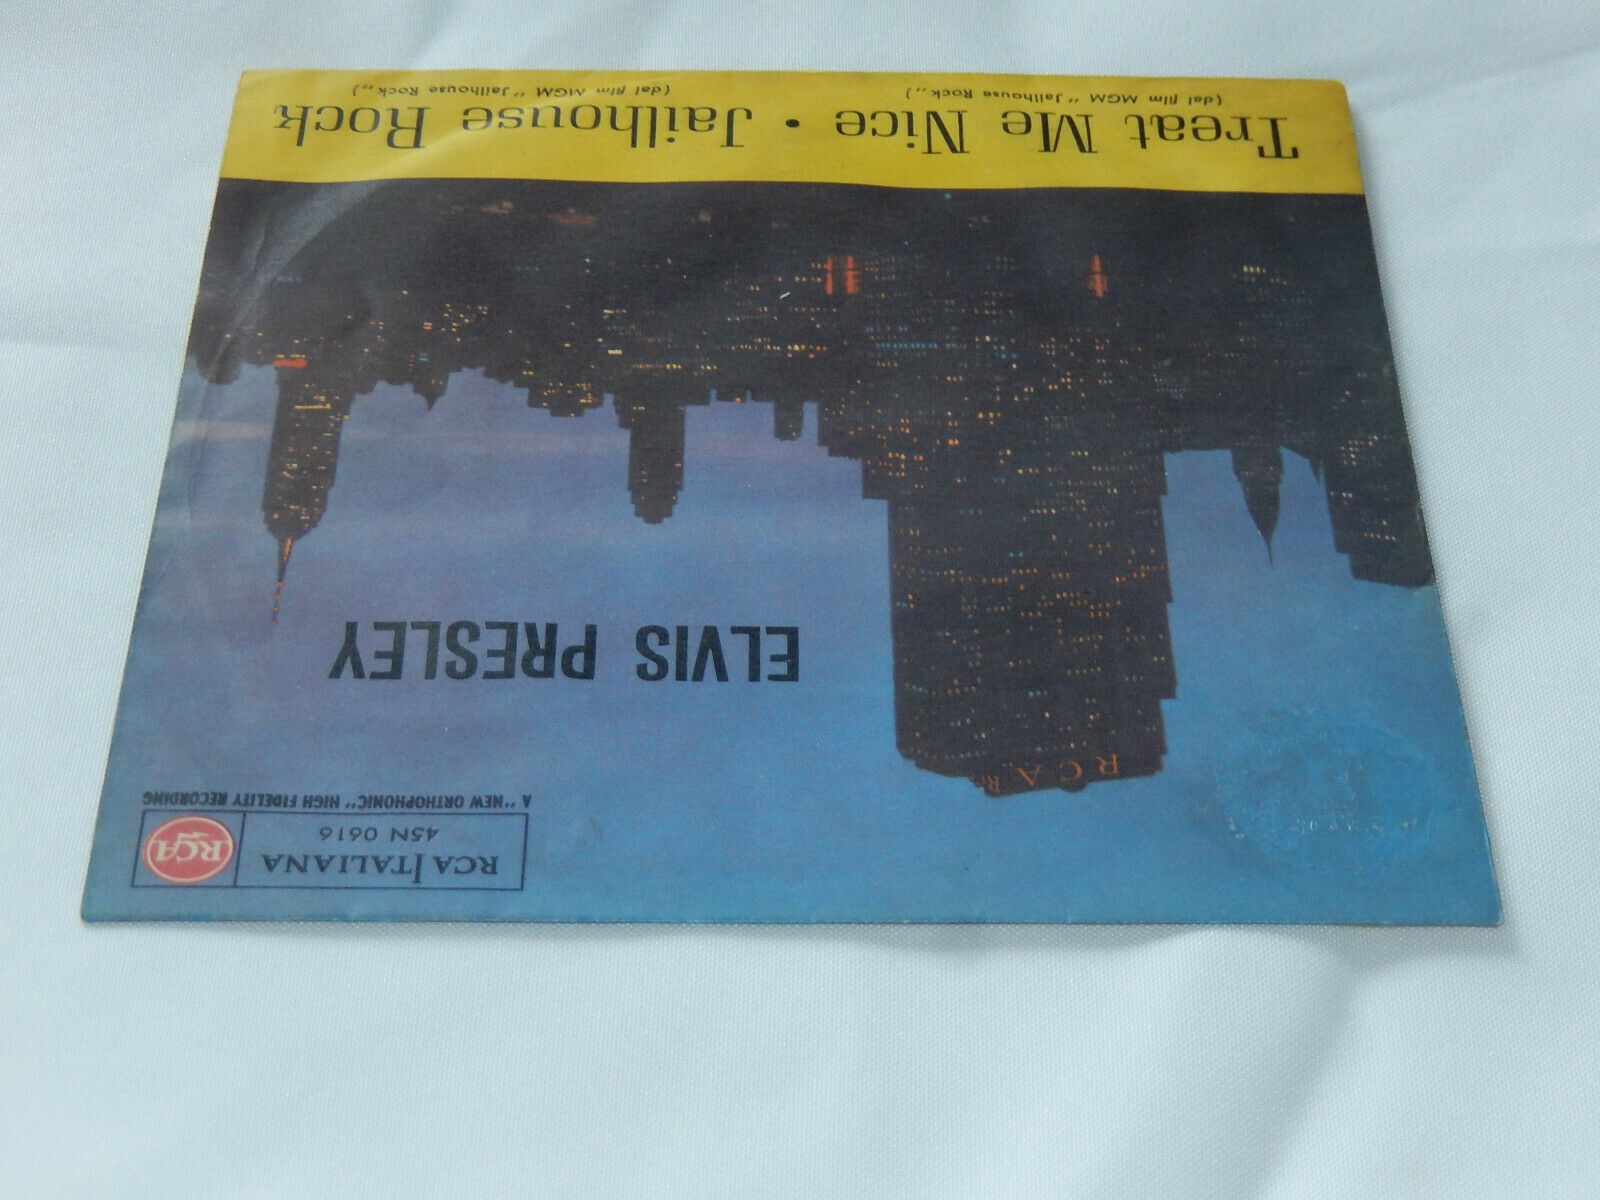 RCA ITALIANA
45N 0616
RCA
A "NEW ORTHOPHONIC" HIGH FIDELITY RECORDING
RCA
ELVIS PRESLEY
Treat Me Nice • Jailhouse Rock
(dal film MGM "Jailhouse Rock„) (dal film MGM "Jailhouse Rock„)